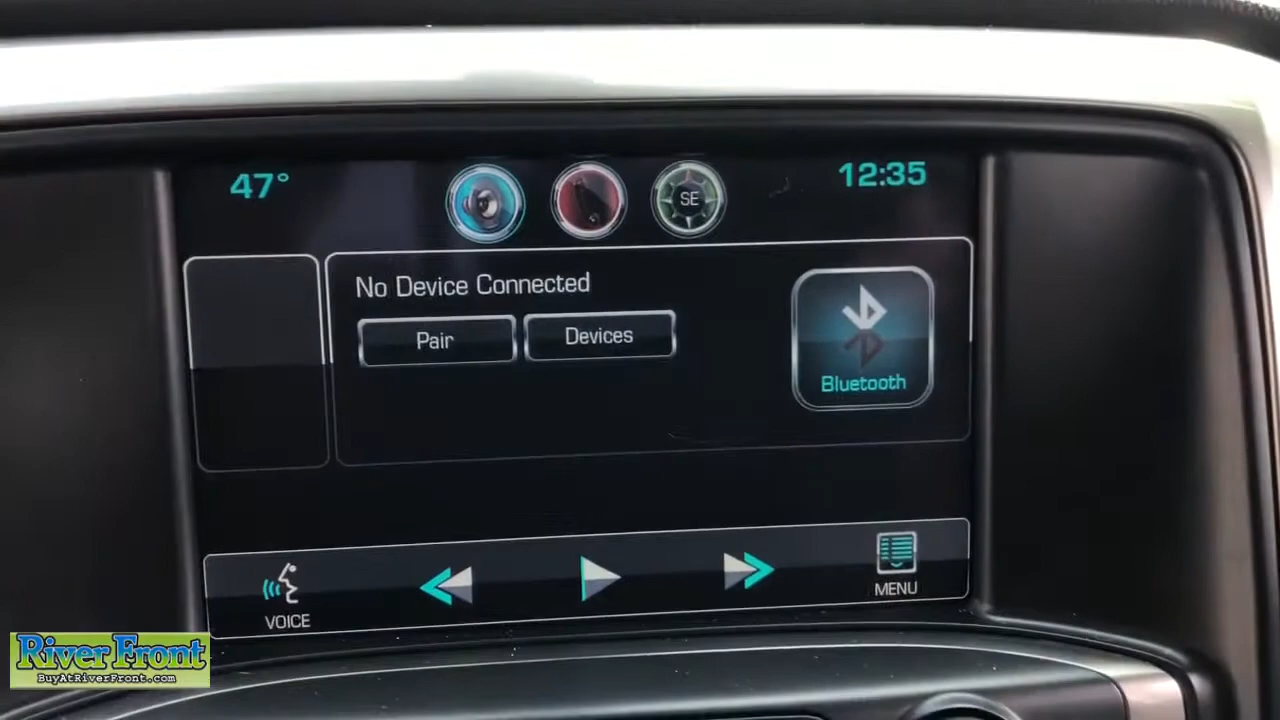 47°
SE
12:35
No Device Connected
Pair
Devices
Bluetooth
VOICE
MENU
River Front
BuyAtRiverFront.com